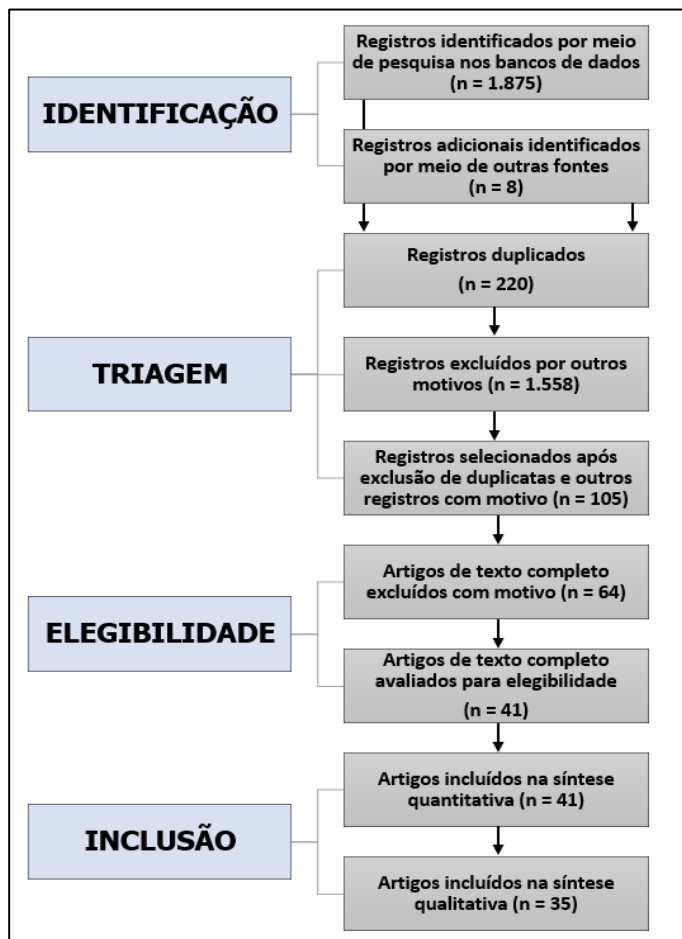 IDENTIFICAÇÃO
Registros identificados por meio
de pesquisa nos bancos de dados
(n = 1.875)
Registros adicionais identificados
por meio de outras fontes
(n = 8)
TRIAGEM
Registros duplicados
(n = 220)
Registros excluídos por outros
motivos (n = 1.558)
Registros selecionados após
exclusão de duplicatas e outros
registros com motivo (n = 105)
ELEGIBILIDADE
Artigos de texto completo
excluídos com motivo (n = 64)
Artigos de texto completo
avaliados para elegibilidade
(n = 41)
INCLUSÃO
Artigos incluídos na síntese
quantitativa (n = 41)
Artigos incluídos na síntese
qualitativa (n = 35)